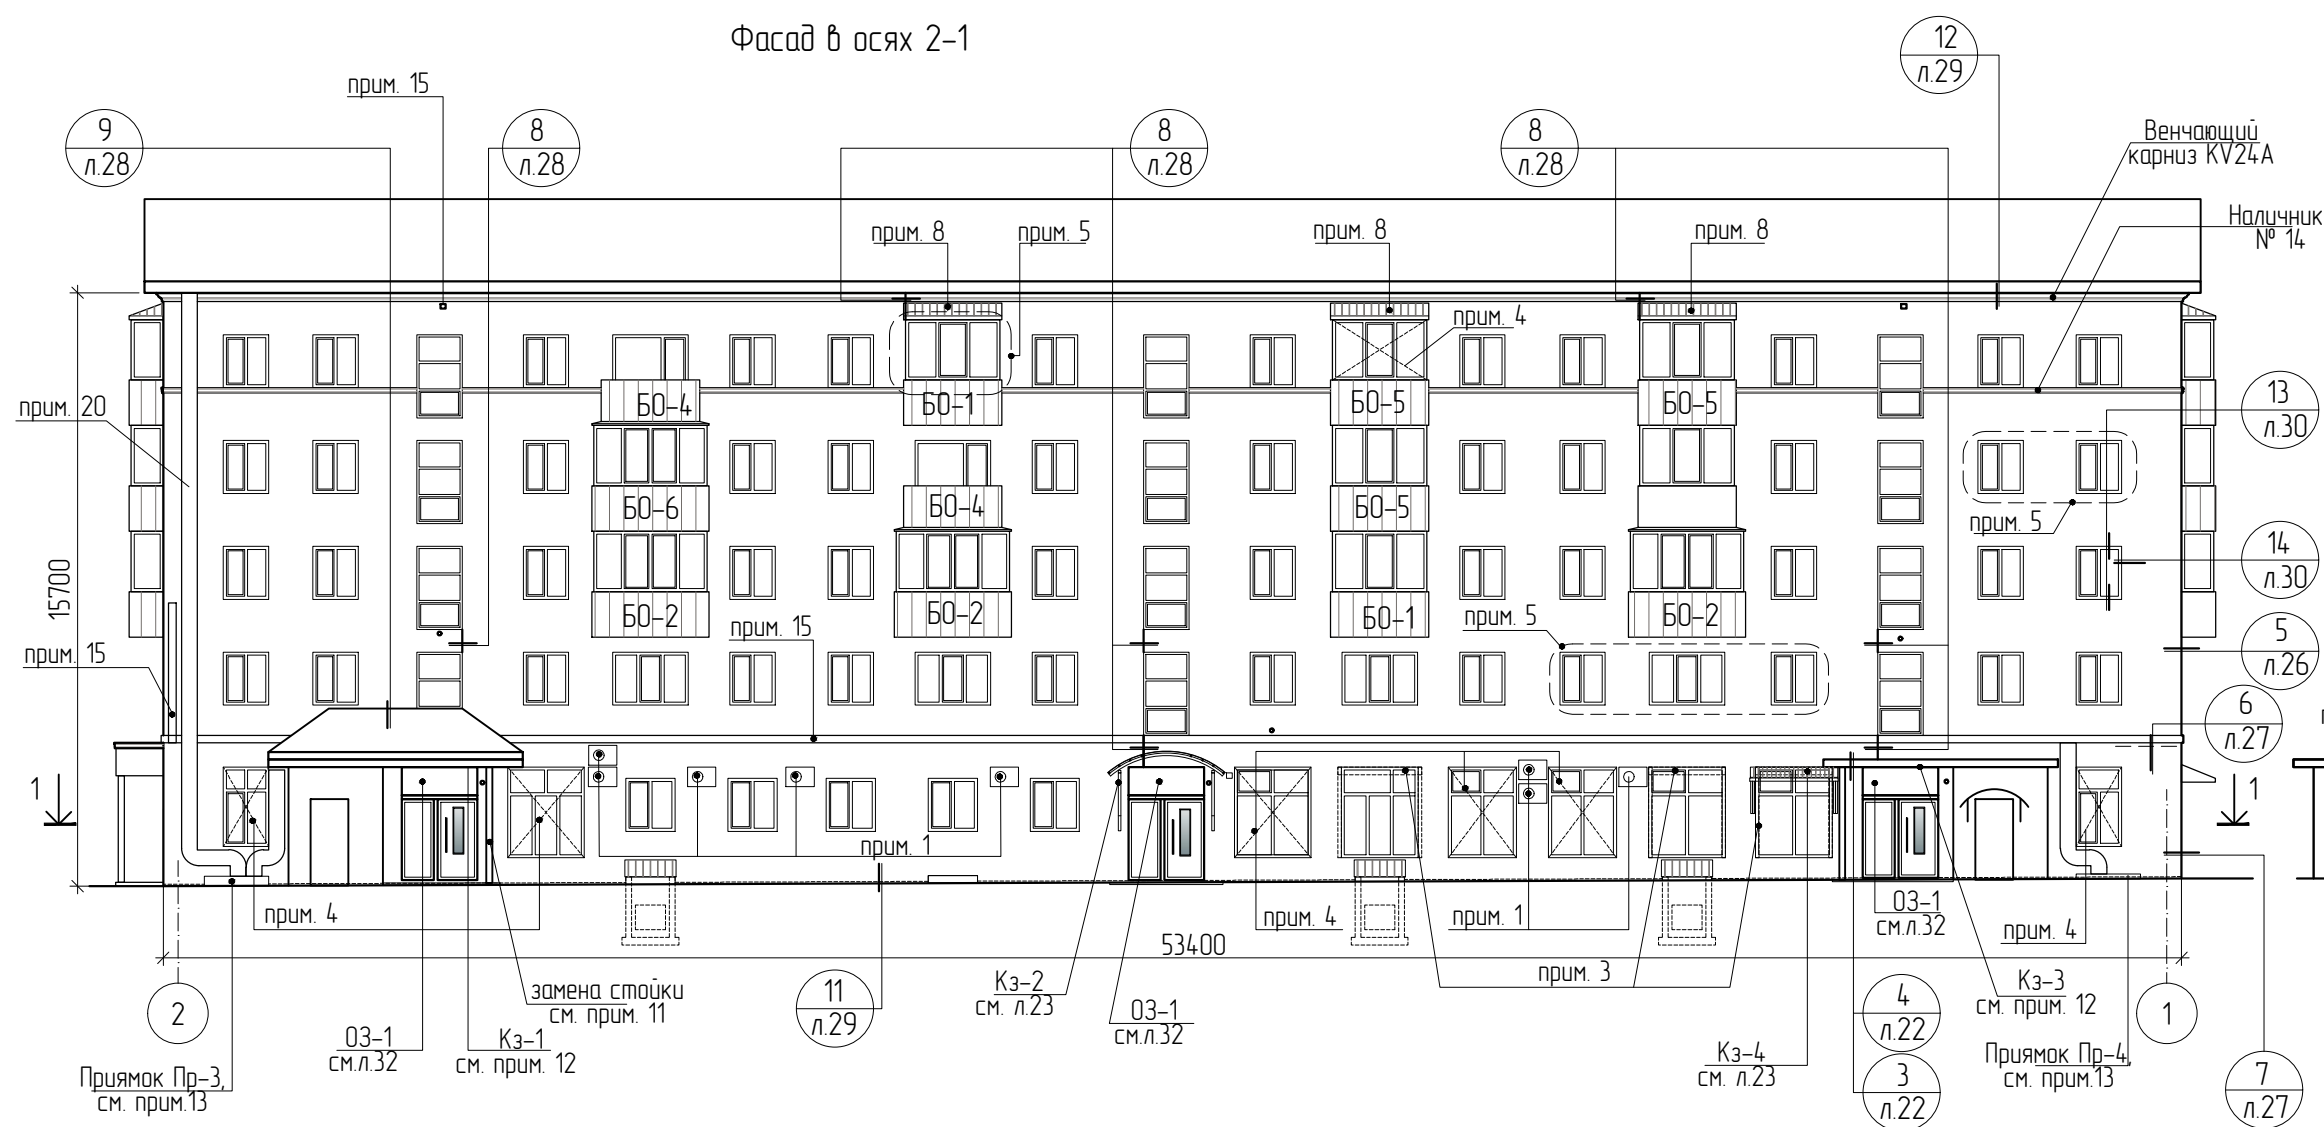 Фасад в осях 2-1
12
л.29
прим. 15
9
л.28
8
л.28
8
л.28
8
л.28
Венчающий
карниз KV24A
Наличник
№ 14
прим. 8
прим. 5
прим. 8
прим. 8
прим. 4
БО-4
БО-1
БО-5
БО-5
13
л.30
прим. 20
БО-6
БО-4
БО-5
прим. 5
14
л.30
15700
БО-2
БО-2
БО-1
БО-2
прим. 15
прим. 5
5
л.26
прим. 15
6
л.27
1
1
прим. 1
прим. 4
прим. 4
прим. 1
ОЗ-1
см.л.32
прим. 4
53400
прим. 3
2
замена стойки
см. прим. 11
11
л.29
Кз-2
см. л.23
ОЗ-1
см.л.32
Кз-3
см. прим. 12
4
л.22
1
ОЗ-1
см.л.32
Кз-1
см. прим. 12
Кз-4
см. л.23
Приямок Пр-4,
см. прим.13
Приямок Пр-3,
см. прим.13
3
л.22
7
л.27